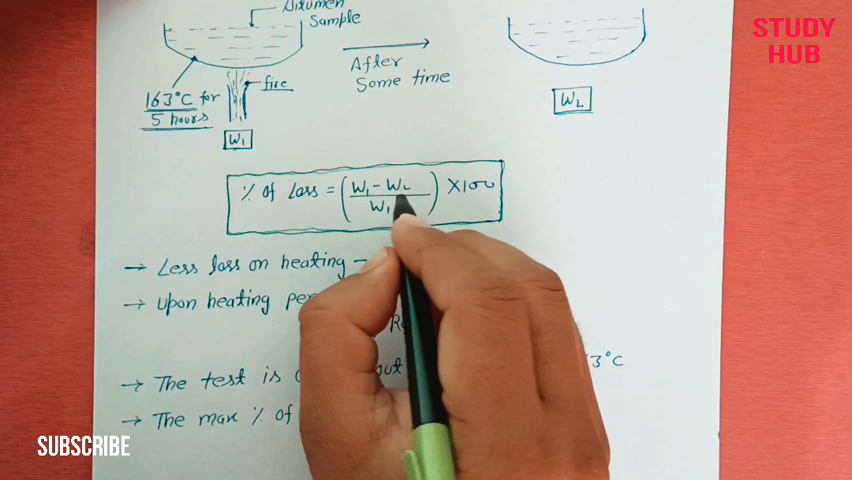 Bitumen
Sample
STUDY
HUB
After
Some time
fire
163°C for
5 hours
W1
W2
% of Loss = (W1 - W2 / W1) X100
→ Less loss on heating -
→ Upon heating
→ The test is
3°C
→ The max % of
SUBSCRIBE